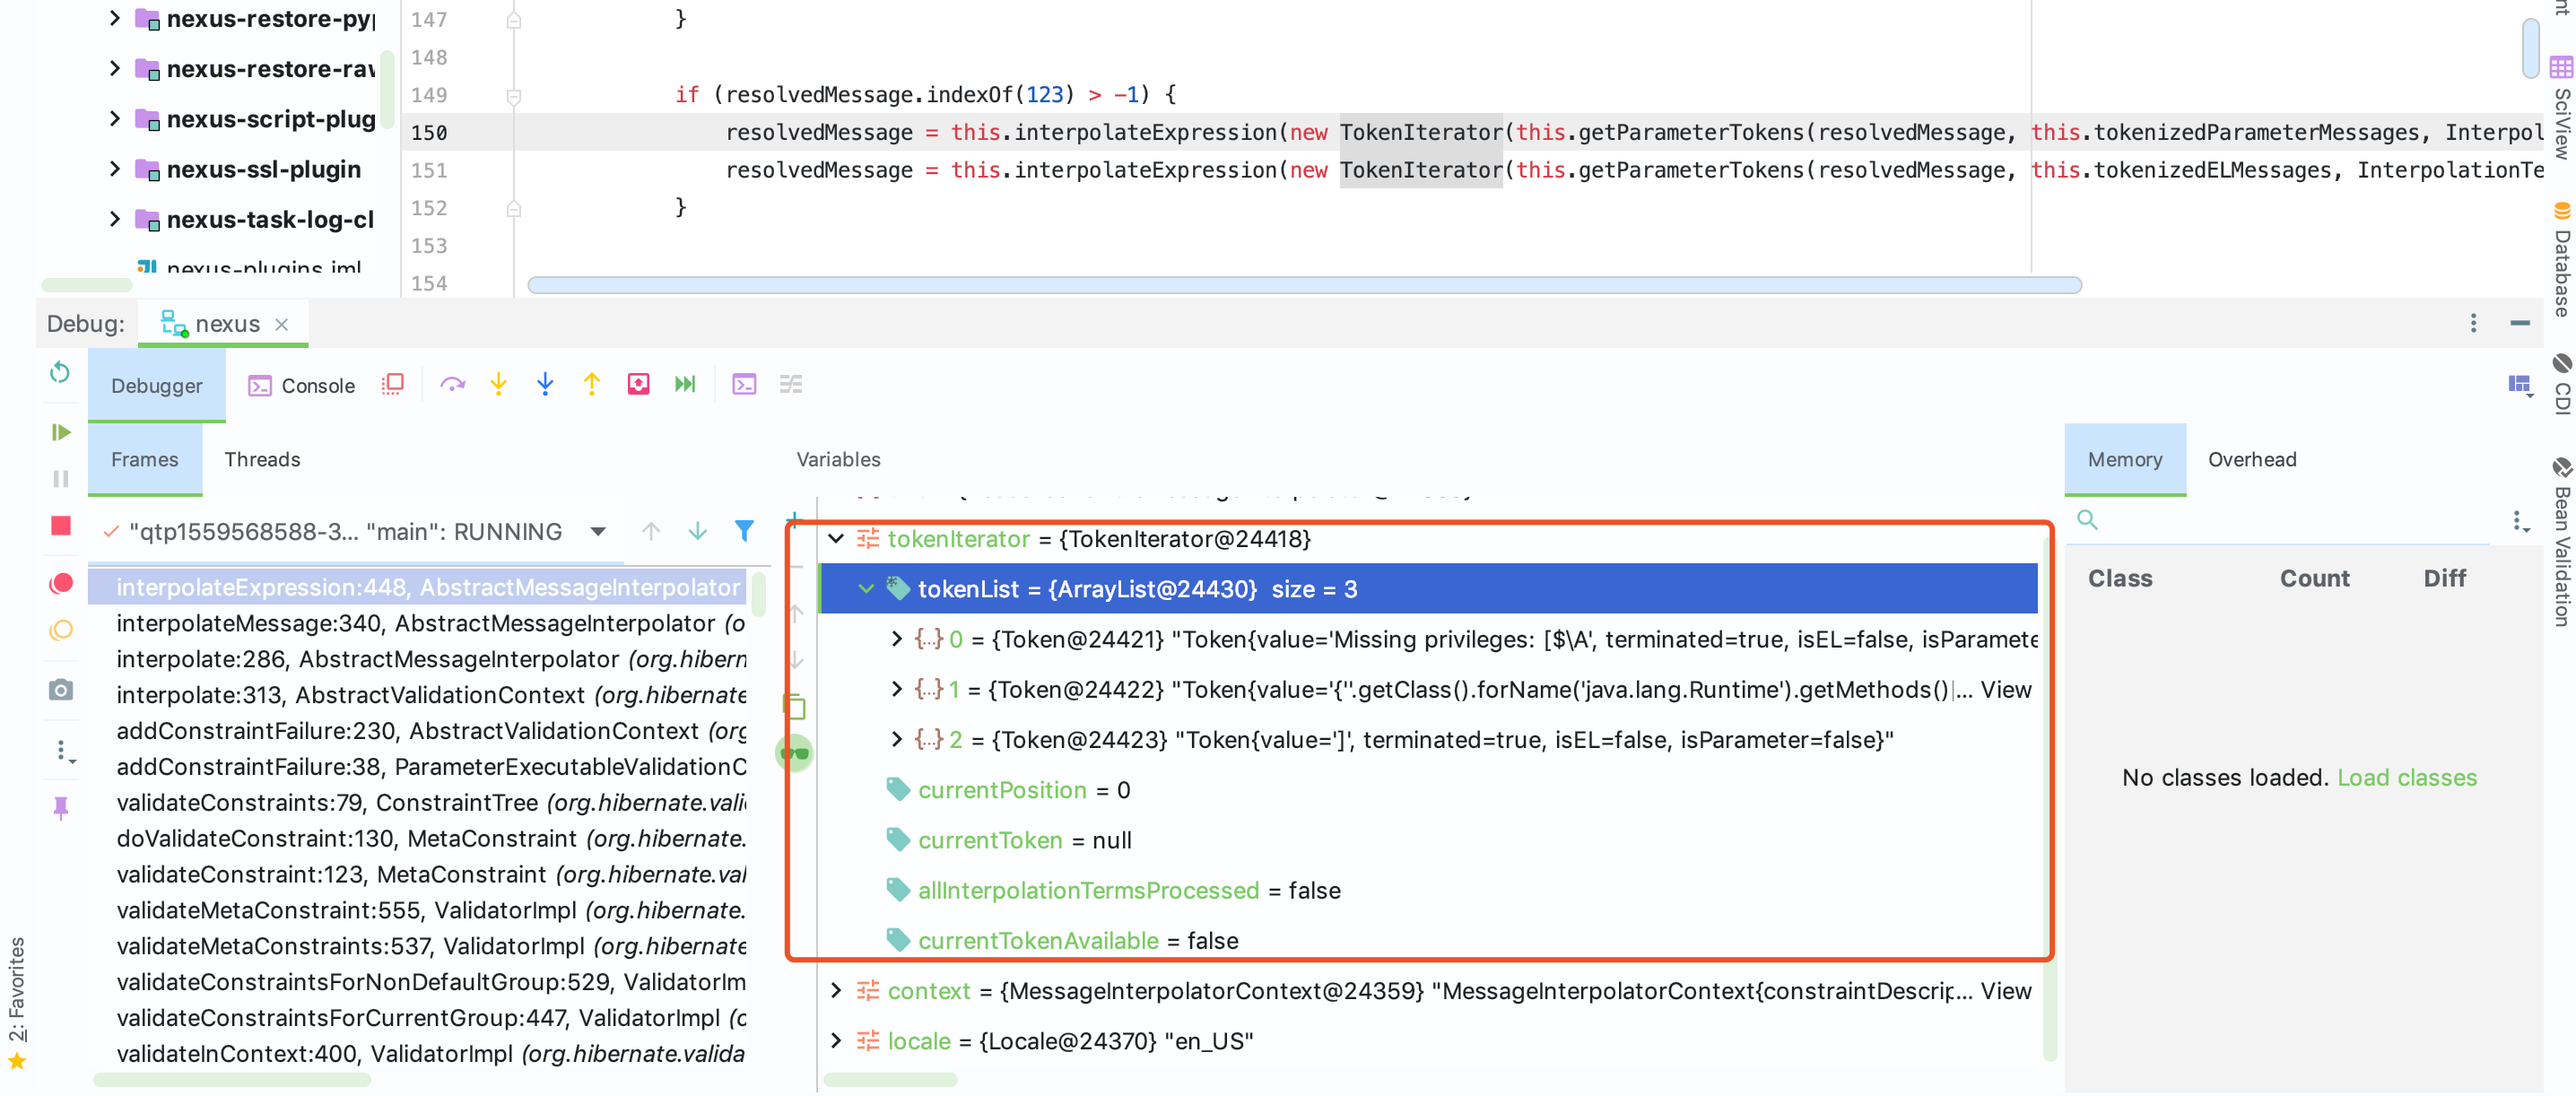 nexus-restore-pyp
nexus-restore-rav
nexus-script-plug
nexus-ssl-plugin
nexus-task-log-cl
nexus-plugins.iml
147 }
148
149 if (resolvedMessage.indexOf(123) > -1) {
150 resolvedMessage = this.interpolateExpression(new TokenIterator(this.getParameterTokens(resolvedMessage, this.tokenizedParameterMessages, Interpol
151 resolvedMessage = this.interpolateExpression(new TokenIterator(this.getParameterTokens(resolvedMessage, this.tokenizedELMessages, InterpolationTe
152 }
153
154
Debug: nexus
Debugger Console
Frames Threads
"qtp1559568588-3... "main": RUNNING
interpolateExpression:448, AbstractMessageInterpolator
interpolateMessage:340, AbstractMessageInterpolator (o
interpolate:286, AbstractMessageInterpolator (org.hibern
interpolate:313, AbstractValidationContext (org.hibernate
addConstraintFailure:230, AbstractValidationContext (org
addConstraintFailure:38, ParameterExecutableValidationC
validateConstraints:79, ConstraintTree (org.hibernate.vali
doValidateConstraint:130, MetaConstraint (org.hibernate.
validateConstraint:123, MetaConstraint (org.hibernate.val
validateMetaConstraint:555, ValidatorImpl (org.hibernate.
validateMetaConstraints:537, ValidatorImpl (org.hibernate
validateConstraintsForNonDefaultGroup:529, ValidatorIm
validateConstraintsForCurrentGroup:447, ValidatorImpl (o
validateInContext:400, ValidatorImpl (org.hibernate.valida
Variables
tokenIterator = {TokenIterator@24418}
tokenList = {ArrayList@24430} size = 3
{...} 0 = {Token@24421} "Token{value='Missing privileges: [$\A', terminated=true, isEL=false, isParamete
{...} 1 = {Token@24422} "Token{value='{''.getClass().forName('java.lang.Runtime').getMethods()|... View
{...} 2 = {Token@24423} "Token{value=']', terminated=true, isEL=false, isParameter=false}"
currentPosition = 0
currentToken = null
allInterpolationTermsProcessed = false
currentTokenAvailable = false
context = {MessageInterpolatorContext@24359} "MessageInterpolatorContext{constraintDescrip... View
locale = {Locale@24370} "en_US"
Memory Overhead
Class Count Diff
No classes loaded. Load classes
2: Favorites
nt
SciView
Database
CDI
Bean Validation